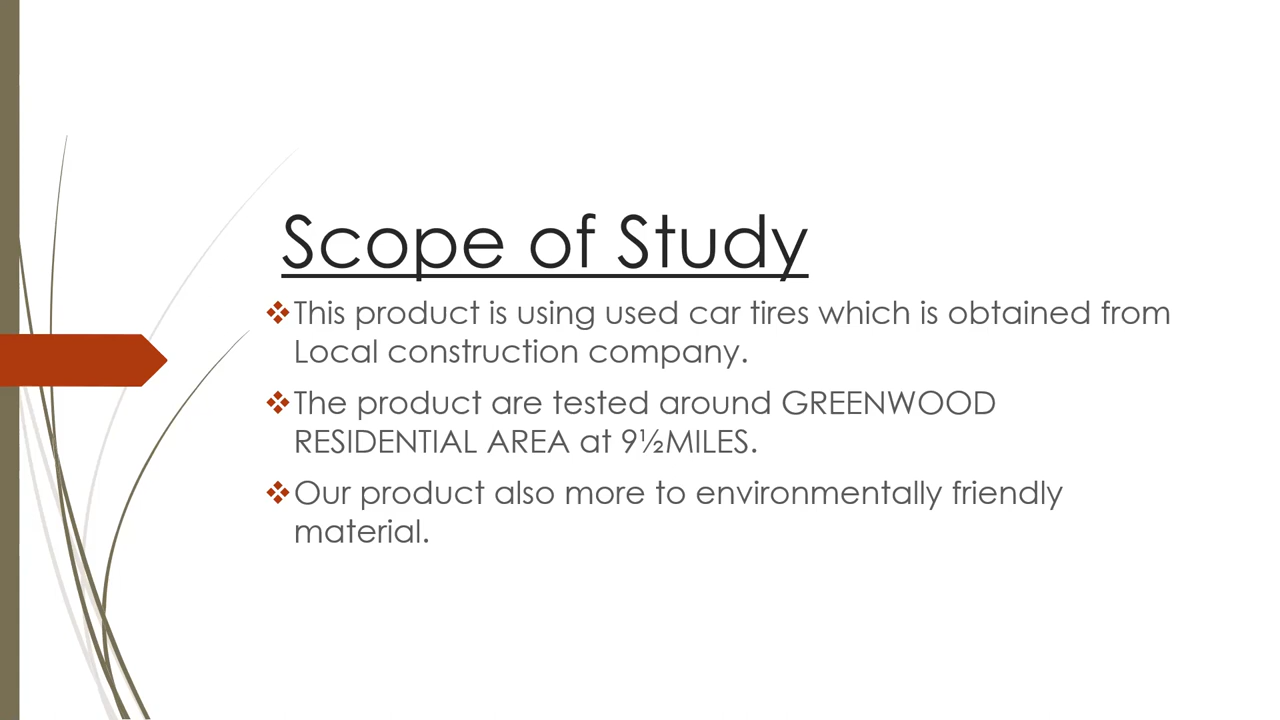 Scope of Study
❖This product is using used car tires which is obtained from
Local construction company.
❖The product are tested around GREENWOOD
RESIDENTIAL AREA at 9½MILES.
❖Our product also more to environmentally friendly
material.